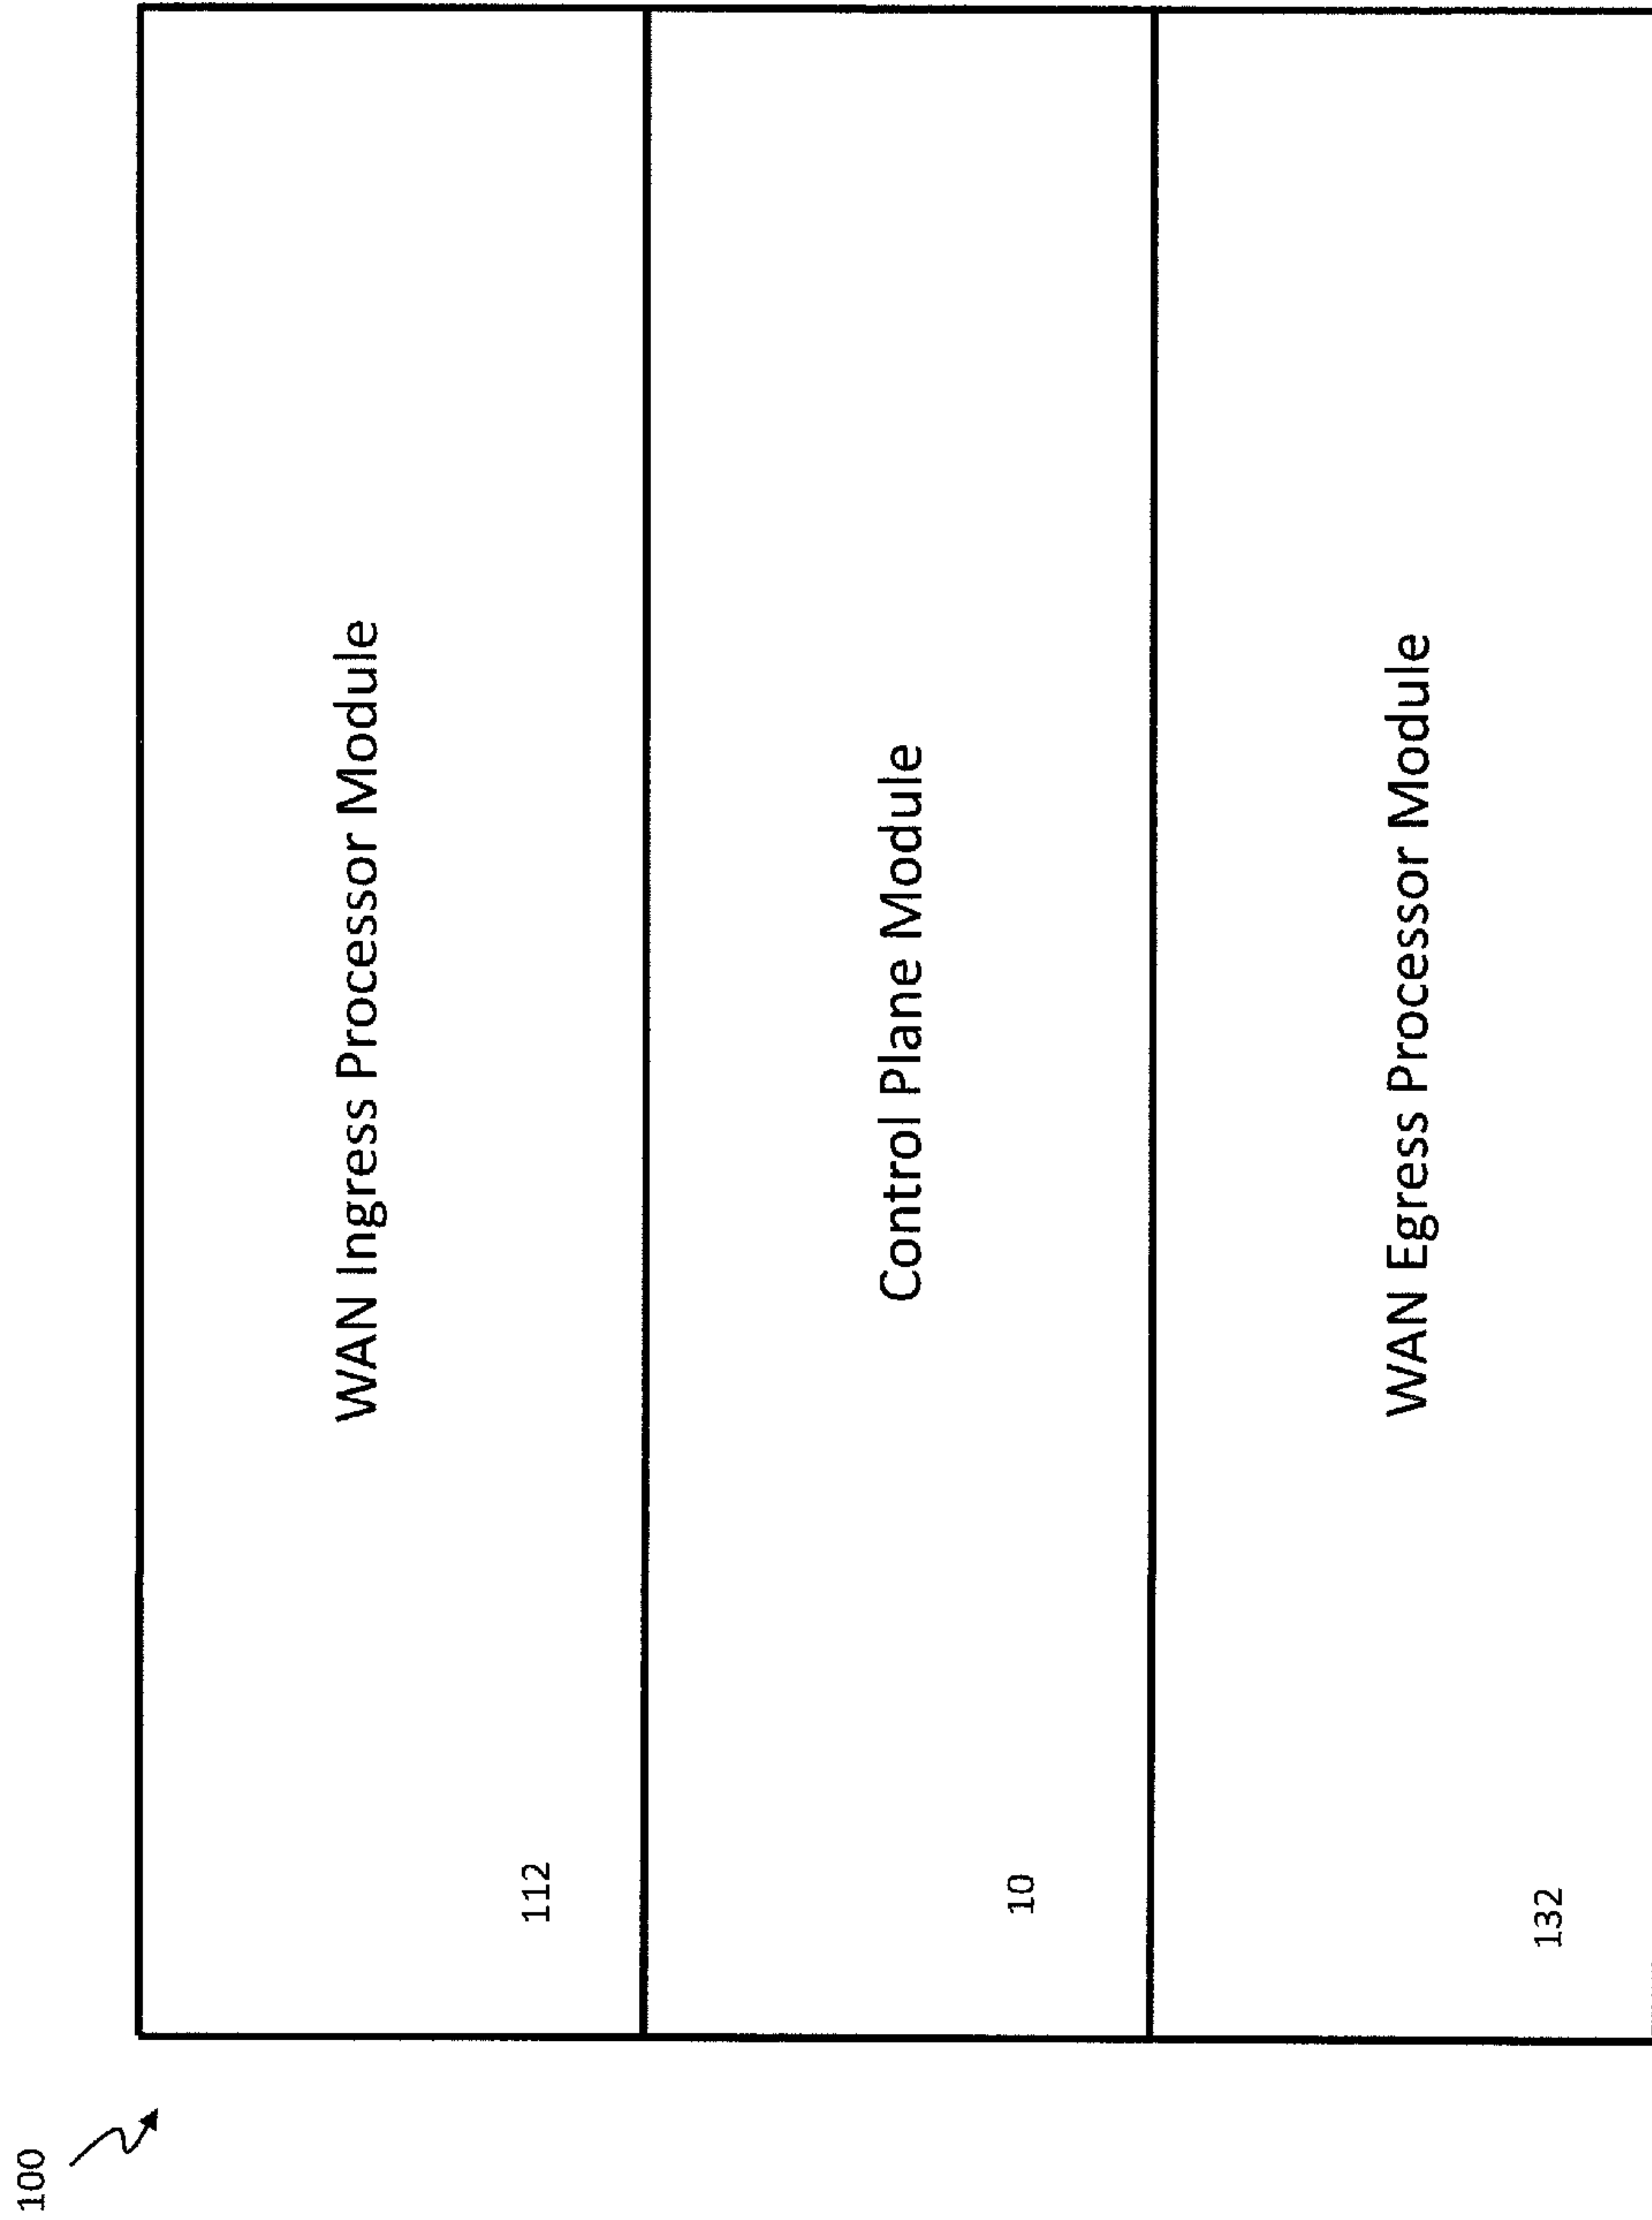 100
WAN Ingress Processor Module
112
Control Plane Module
10
WAN Egress Processor Module
132